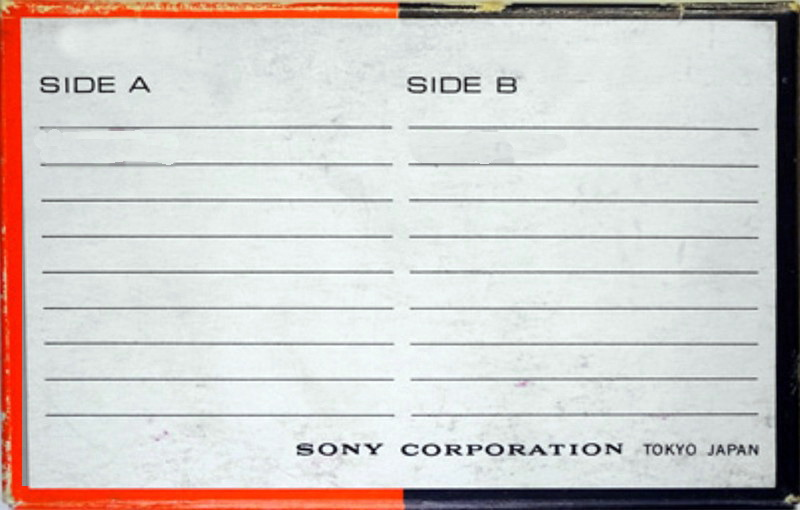 SIDE A
SIDE B
SONY CORPORATION TOKYO JAPAN